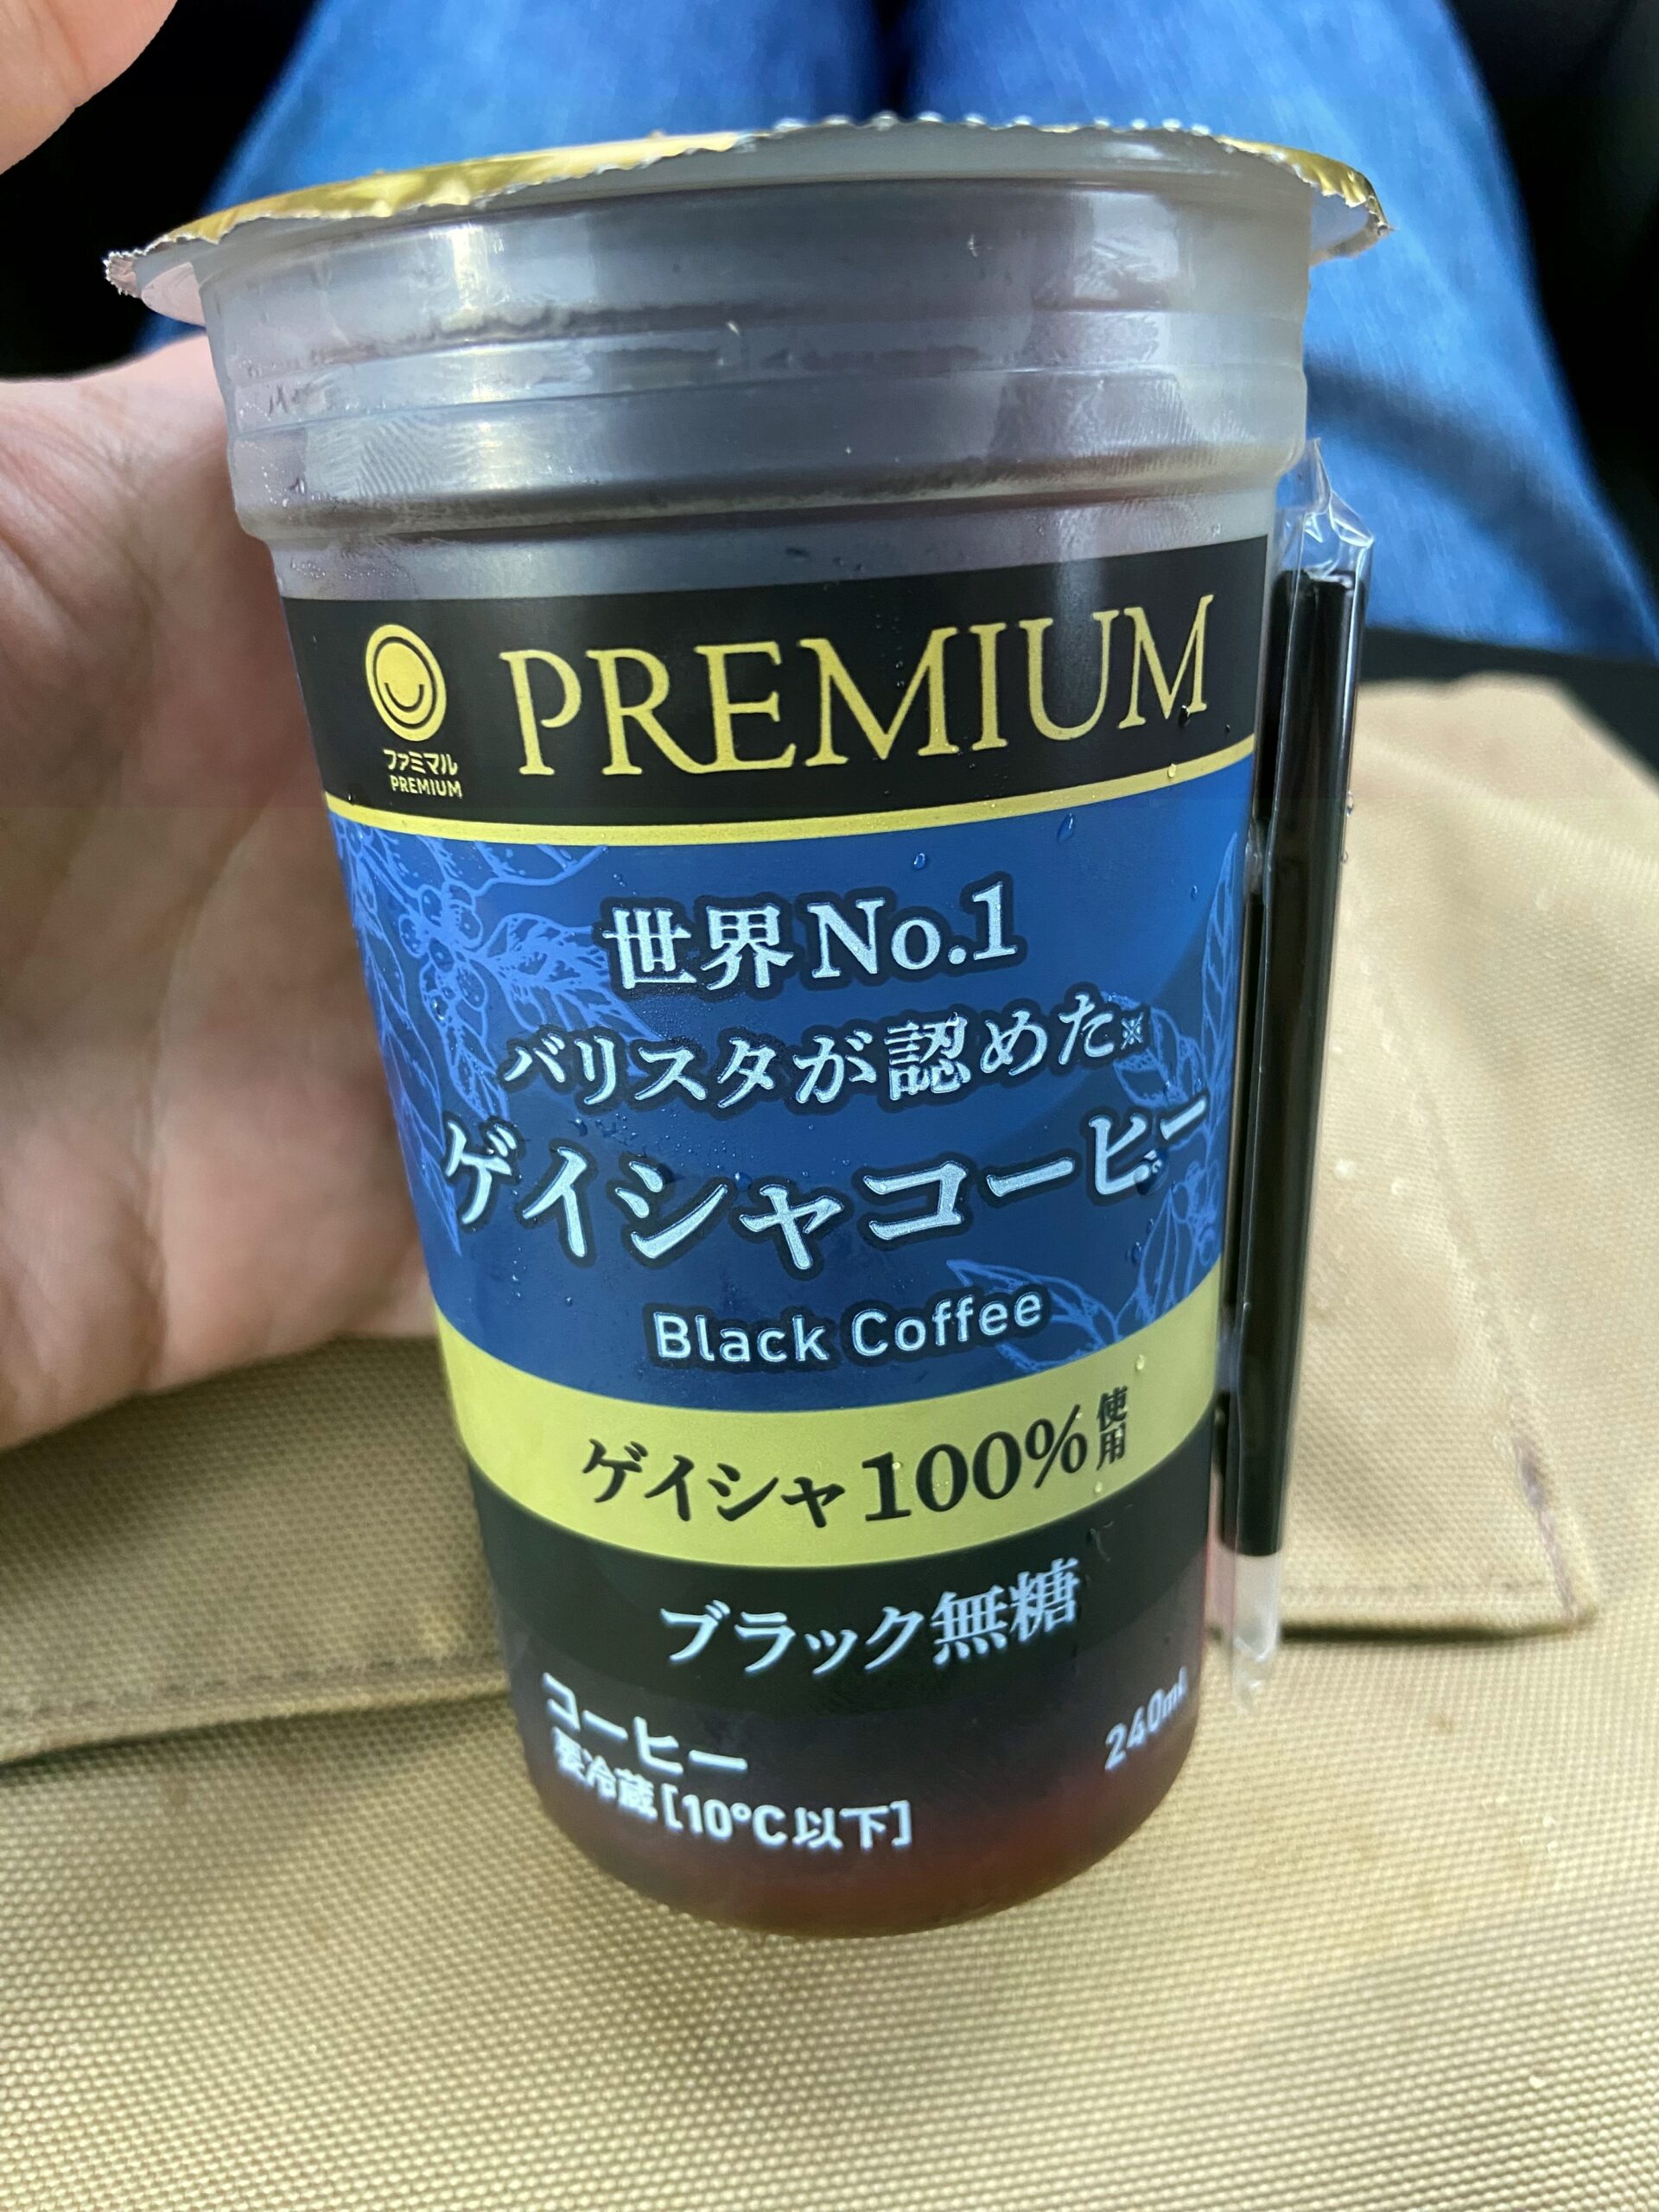 PREMIUM
ファミマル
PREMIUM
世界No.1
バリスタが認めた※
ゲイシャコーヒー
Black Coffee
ゲイシャ100%使用
ブラック無糖
コーヒー
要冷蔵[10℃以下]
240ml